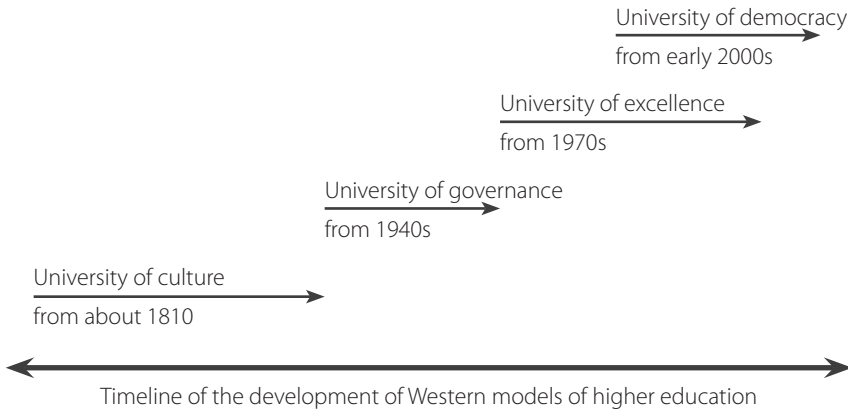 University of democracy
from early 2000s
University of excellence
from 1970s
University of governance
from 1940s
University of culture
from about 1810
Timeline of the development of Western models of higher education